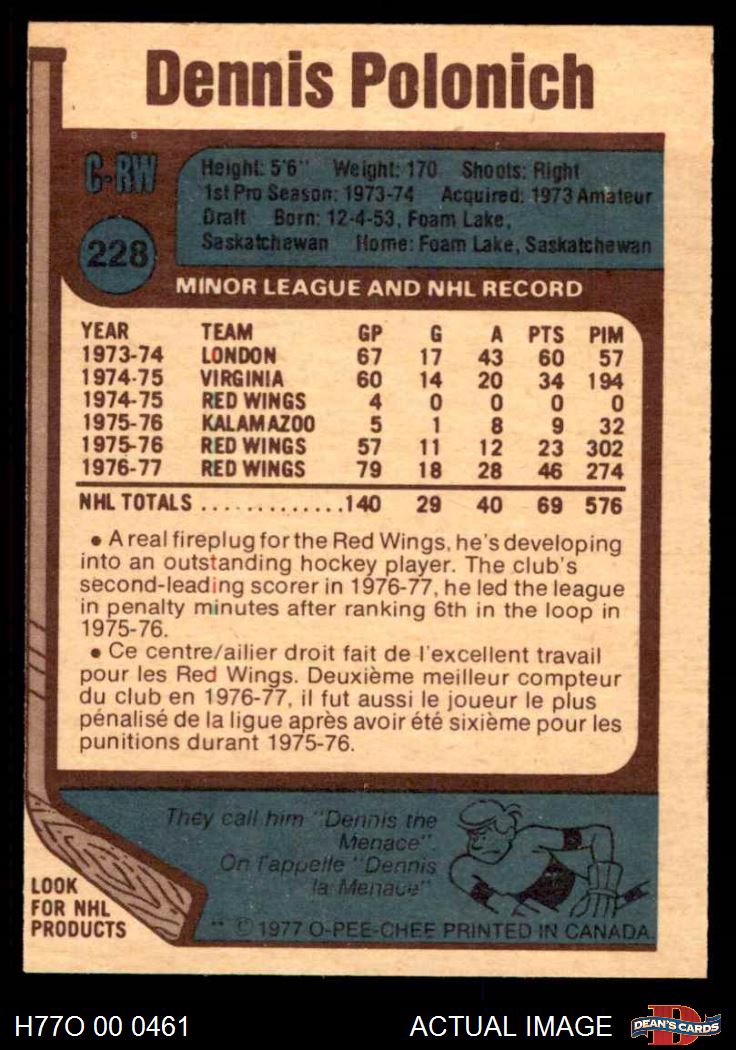 Dennis Polonich
C-RW
228
Height: 5'6" Weight: 170 Shoots: Right
1st Pro Season: 1973-74 Acquired: 1973 Amateur
Draft Born: 12-4-53, Foam Lake,
Saskatchewan Home: Foam Lake, Saskatchewan
MINOR LEAGUE AND NHL RECORD
YEAR TEAM GP G A PTS PIM
1973-74 LONDON 67 17 43 60 57
1974-75 VIRGINIA 60 14 20 34 194
1974-75 RED WINGS 4 0 0 0 0
1975-76 KALAMAZOO 5 1 8 9 32
1975-76 RED WINGS 57 11 12 23 302
1976-77 RED WINGS 79 18 28 46 274
NHL TOTALS .............140 29 40 69 576
• A real fireplug for the Red Wings, he's developing
into an outstanding hockey player. The club's
second-leading scorer in 1976-77, he led the league
in penalty minutes after ranking 6th in the loop in
1975-76.
• Ce centre/ailier droit fait de l'excellent travail
pour les Red Wings. Deuxième meilleur compteur
du club en 1976-77, il fut aussi le joueur le plus
pénalisé de la ligue après avoir été sixième pour les
punitions durant 1975-76.
They call him "Dennis the
Menace"
On l'appelle "Dennis
la Menace"
LOOK
FOR NHL
PRODUCTS
** © 1977 O-PEE-CHEE PRINTED IN CANADA
H77O 00 0461
ACTUAL IMAGE
DEAN'S CARDS